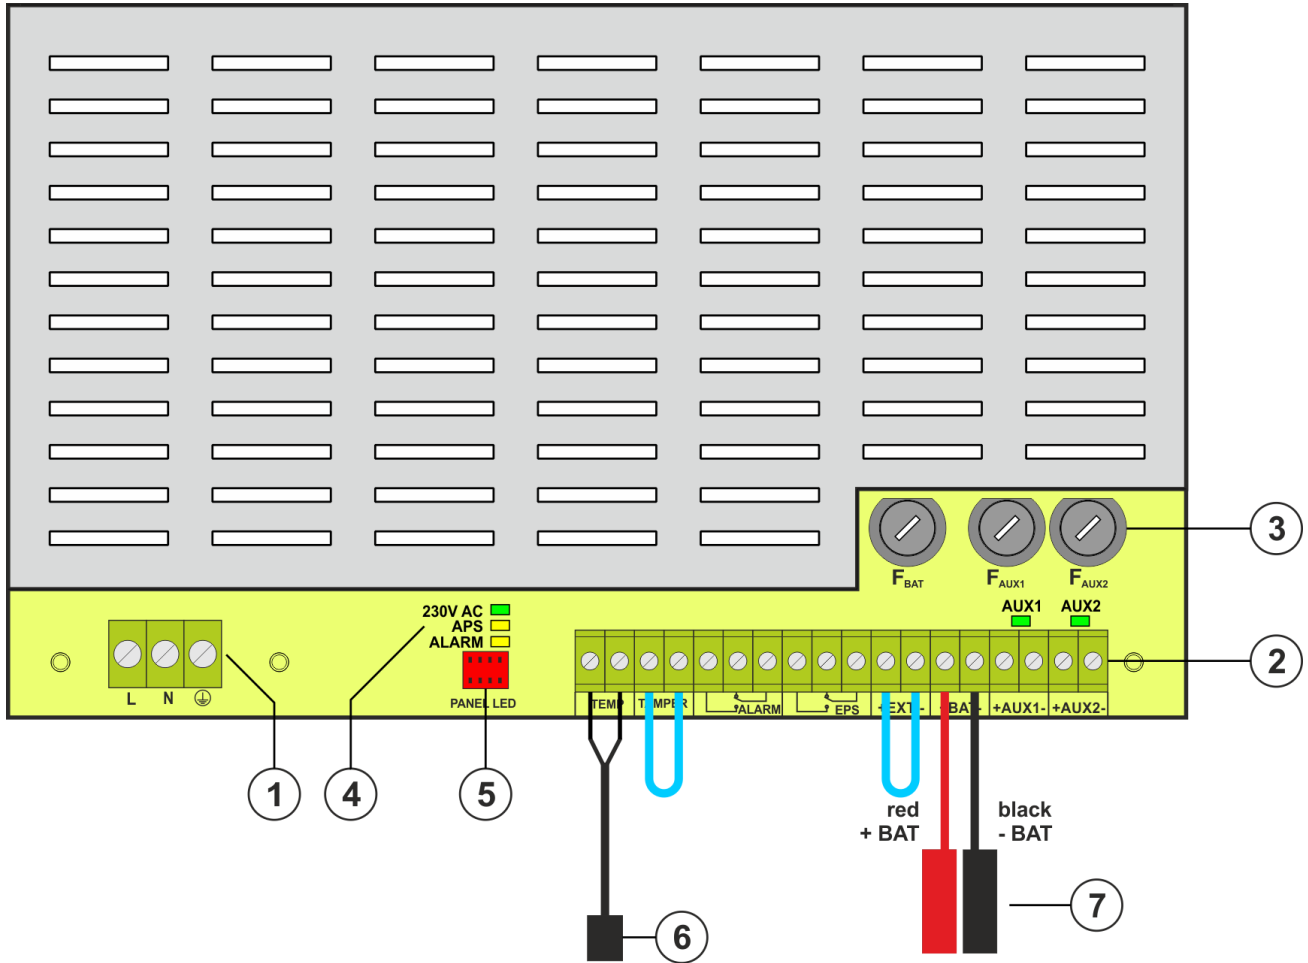 3
F BAT
F AUX1
F AUX2
AUX1 AUX2
230V AC
APS
ALARM
2
L N
PANEL LED
TEMP
TAMPER
ALARM
EPS
+EXT-
+BAT-
+AUX1-
+AUX2-
1
4
5
red
+ BAT
black
- BAT
7
6